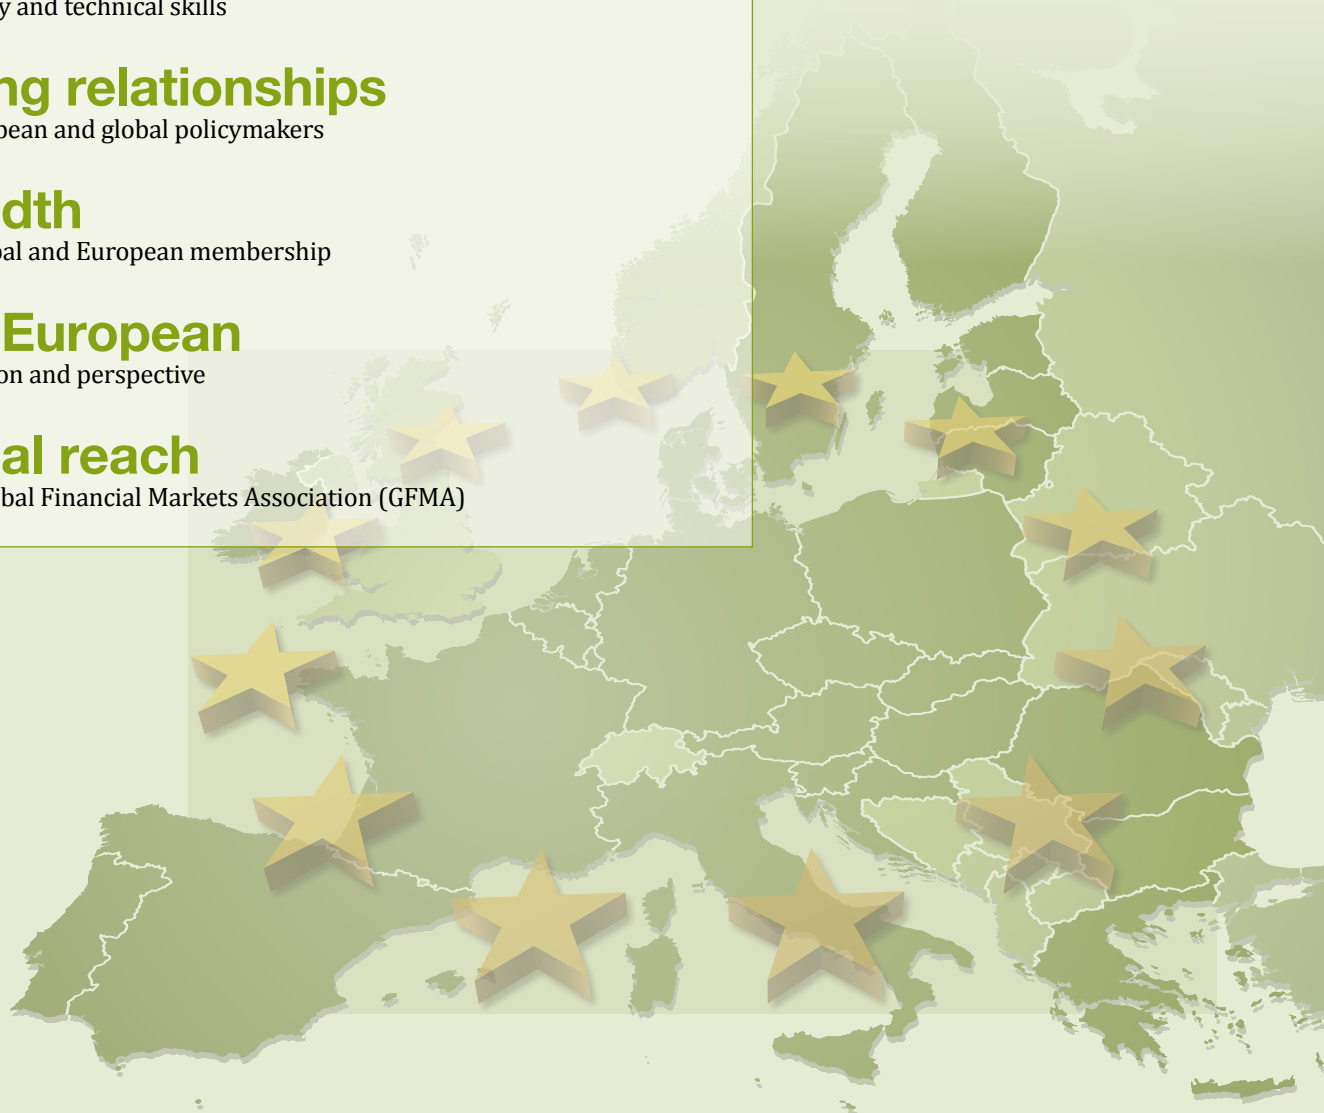 y and technical skills
ng relationships
pean and global policymakers
dth
bal and European membership
European
on and perspective
al reach
bal Financial Markets Association (GFMA)